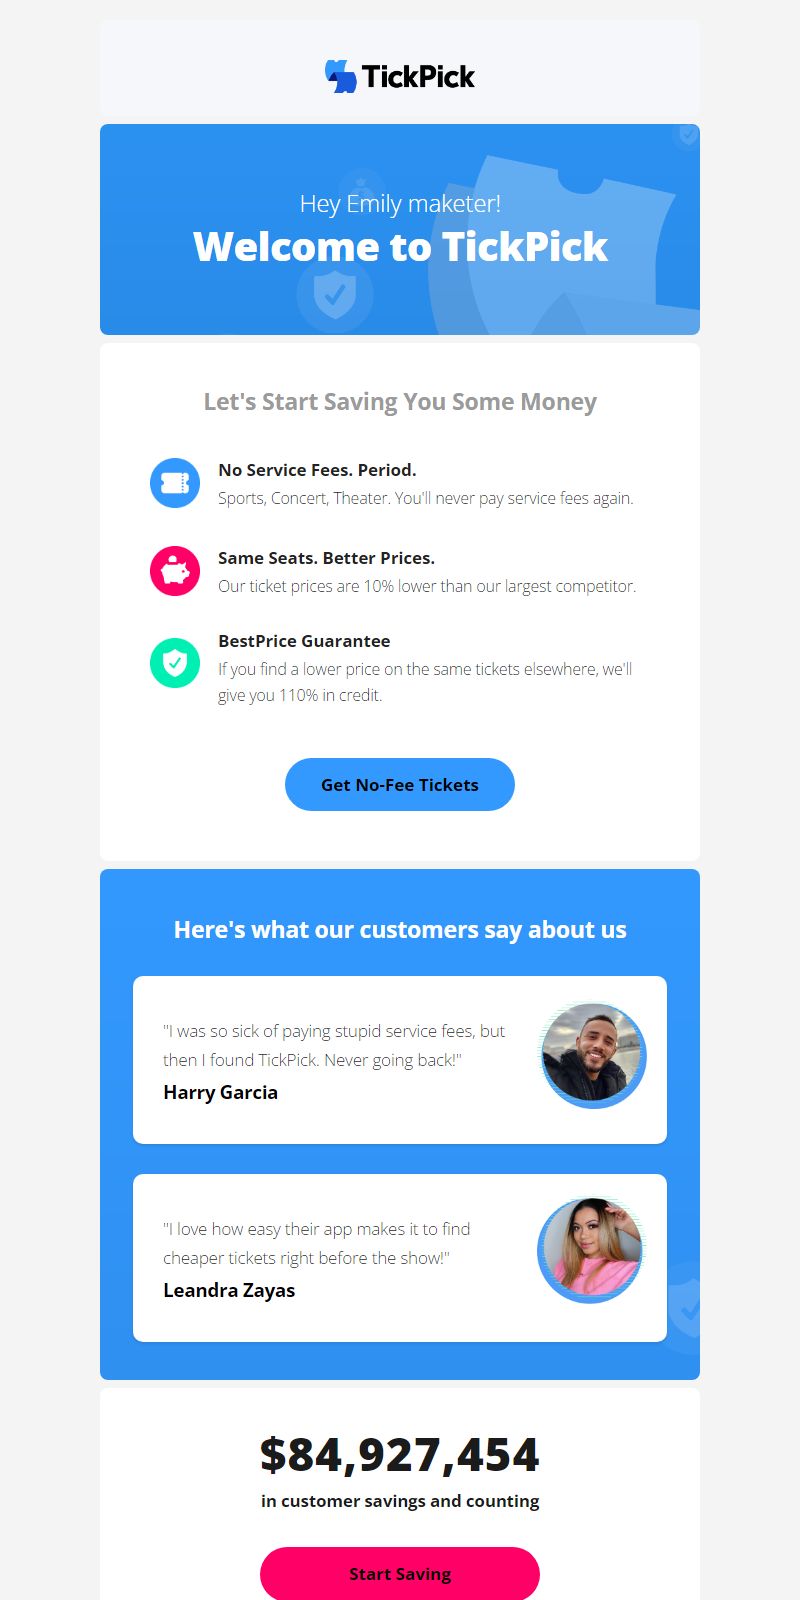 TickPick
Hey Emily maketer!
Welcome to TickPick
Let's Start Saving You Some Money
No Service Fees. Period.
Sports, Concert, Theater. You'll never pay service fees again.
Same Seats. Better Prices.
Our ticket prices are 10% lower than our largest competitor.
BestPrice Guarantee
If you find a lower price on the same tickets elsewhere, we'll
give you 110% in credit.
Get No-Fee Tickets
Here's what our customers say about us
"I was so sick of paying stupid service fees, but
then I found TickPick. Never going back!"
Harry Garcia
"I love how easy their app makes it to find
cheaper tickets right before the show!"
Leandra Zayas
$84,927,454
in customer savings and counting
Start Saving